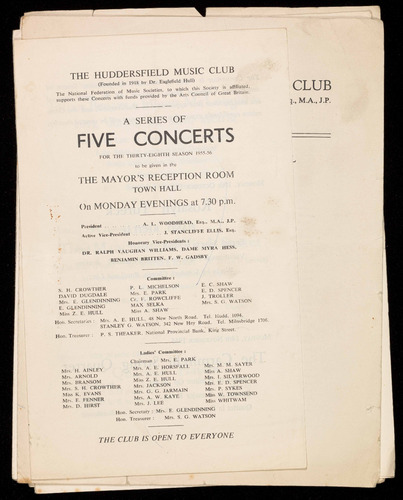 THE HUDDERSFIELD MUSIC CLUB
(Founded in 1918 by Dr. Eaglefield Hull)
The National Federation of Music Societies, to which this Society is affiliated,
supports these Concerts with funds provided by the Arts Council of Great Britain.
A SERIES OF
FIVE CONCERTS
FOR THE THIRTY-EIGHTH SEASON 1955-56
to be given in the
THE MAYOR'S RECEPTION ROOM
TOWN HALL
On MONDAY EVENINGS at 7.30 p.m.
President A. L. WOODHEAD, Esq., M.A., J.P.
Active Vice-President J. STANCLIFFE ELLIS, Esq.
Honorary Vice-Presidents :
DR. RALPH VAUGHAN WILLIAMS, DAME MYRA HESS,
BENJAMIN BRITTEN, F. W. GADSBY
Committee :
S. H. CROWTHER P. L. MICHELSON E. C. SHAW
DAVID DUGDALE Mrs. E. PARK E. D. SPENCER
Mrs. E. GLENDINNING Cr. F. ROWCLIFFE J. TROLLER
E. GLENDINNING MAX SELKA Mrs. S. G. WATSON
Miss Z. E. HULL Miss A. SHAW
Hon. Secretaries : Mrs. A. E. HULL, 48 New North Road. Tel. Hudd. 1094.
STANLEY G. WATSON, 342 New Hey Road. Tel. Milnsbridge
Hon. Treasurer : P. S. THEAKER, National Provincial Bank, King Street.
Ladies' Committee :
Chairman : Mrs. E. PARK
Mrs. H. AINLEY Mrs. A. E. HORSFALL Mrs. M. M. SAYER
Mrs. ARNOLD Mrs. A. E. HULL Miss A. SHAW
Mrs. BRANSOM Miss Z. E. HULL Mrs. J. SILVERWOOD
Mrs. S. H. CROWTHER Mrs. JACKSON Mrs. E. D. SPENCER
Miss K. EVANS Mrs. G. G. JARMAIN Mrs. P. SYKES
Mrs. E. FENNER Mrs. A. W. KAYE Miss W. TOWNSEND
Mrs. D. HIRST Mrs. J. LEE Miss WHITWAM
Hon. Secretary : Mrs. E. GLENDINNING
Hon. Treasurer : Mrs. S. G. WATSON
THE CLUB IS OPEN TO EVERYONE
CLUB
M.A., J.P.